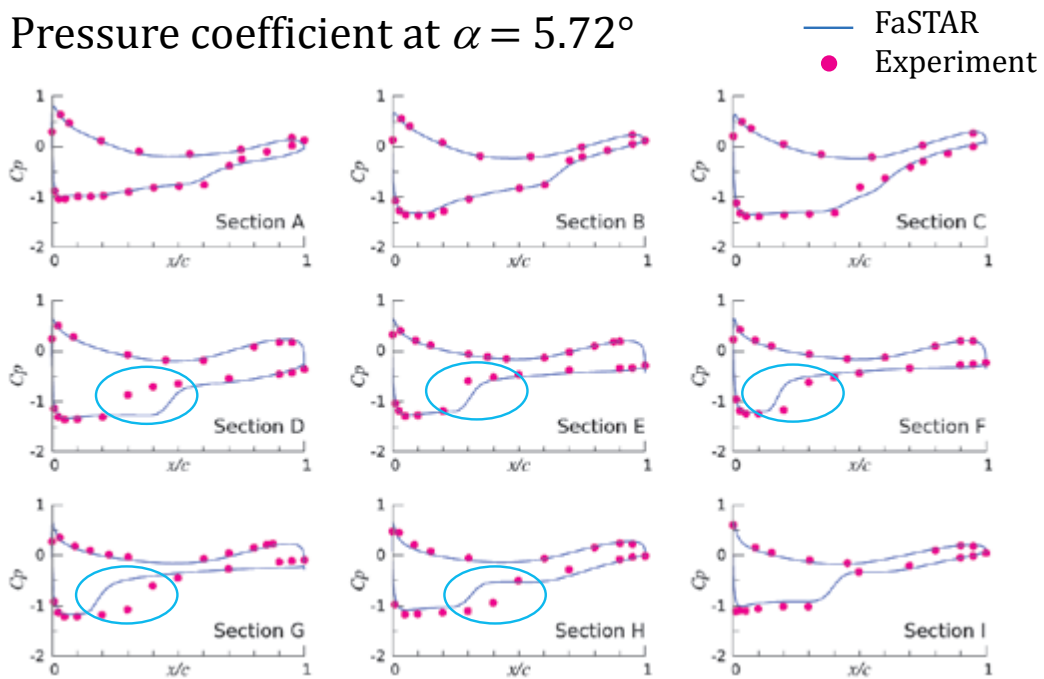 Pressure coefficient at α = 5.72°
FaSTAR
Experiment
1
0
-1
-2
Cp
0
x/c
1
Section A
1
0
-1
-2
Cp
0
x/c
1
Section B
1
0
-1
-2
Cp
0
x/c
1
Section C
1
0
-1
-2
Cp
0
x/c
1
Section D
1
0
-1
-2
Cp
0
x/c
1
Section E
1
0
-1
-2
Cp
0
x/c
1
Section F
1
0
-1
-2
Cp
0
x/c
1
Section G
1
0
-1
-2
Cp
0
x/c
1
Section H
1
0
-1
-2
Cp
0
x/c
1
Section I